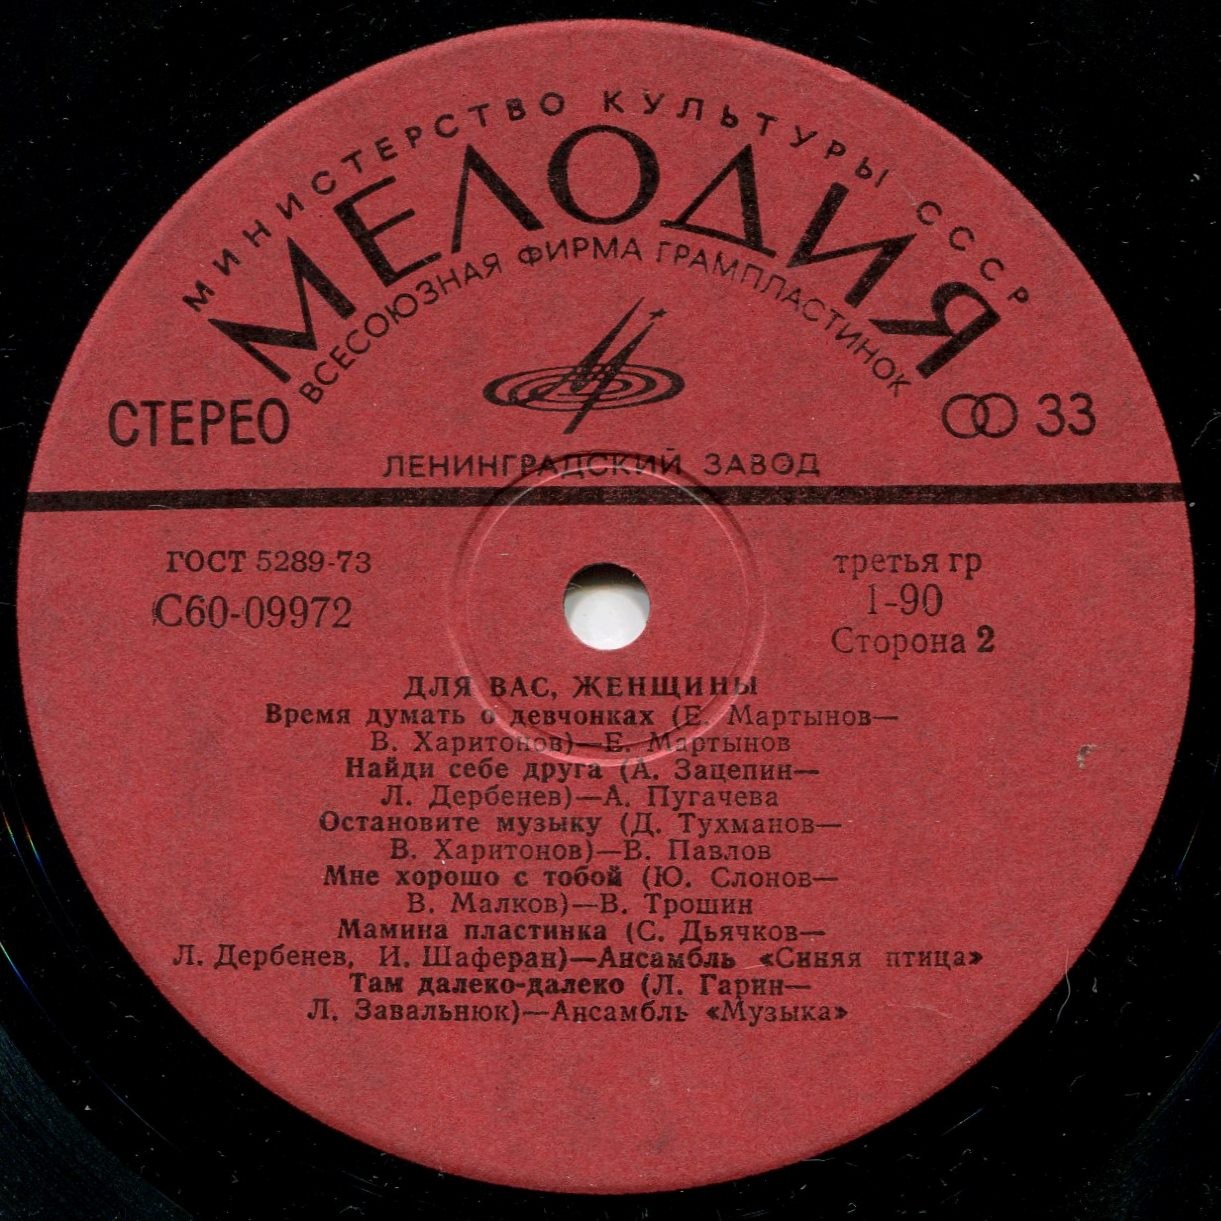 МИНИСТЕРСТВО КУЛЬТУРЫ СССР
МЕЛОДИЯ
ВСЕСОЮЗНАЯ ФИРМА ГРАМПЛАСТИНОК
СТЕРЕО
33
ЛЕНИНГРАДСКИЙ ЗАВОД
ГОСТ 5289-73
третья гр
С60-09972
1-90
Сторона 2
ДЛЯ ВАС, ЖЕНЩИНЫ
Время думать о девчонках (Е. Мартынов—
В. Харитонов)—Е. Мартынов
Найди себе друга (А. Зацепин—
Л. Дербенев)—А. Пугачева
Остановите музыку (Д. Тухманов—
В. Харитонов)—В. Павлов
Мне хорошо с тобой (Ю. Слонов—
В. Малков)—В. Трошин
Мамина пластинка (С. Дьячков—
Л. Дербенев, И. Шаферан)—Ансамбль «Синяя птица»
Там далеко-далеко (Л. Гарин—
Л. Завальнюк)—Ансамбль «Музыка»